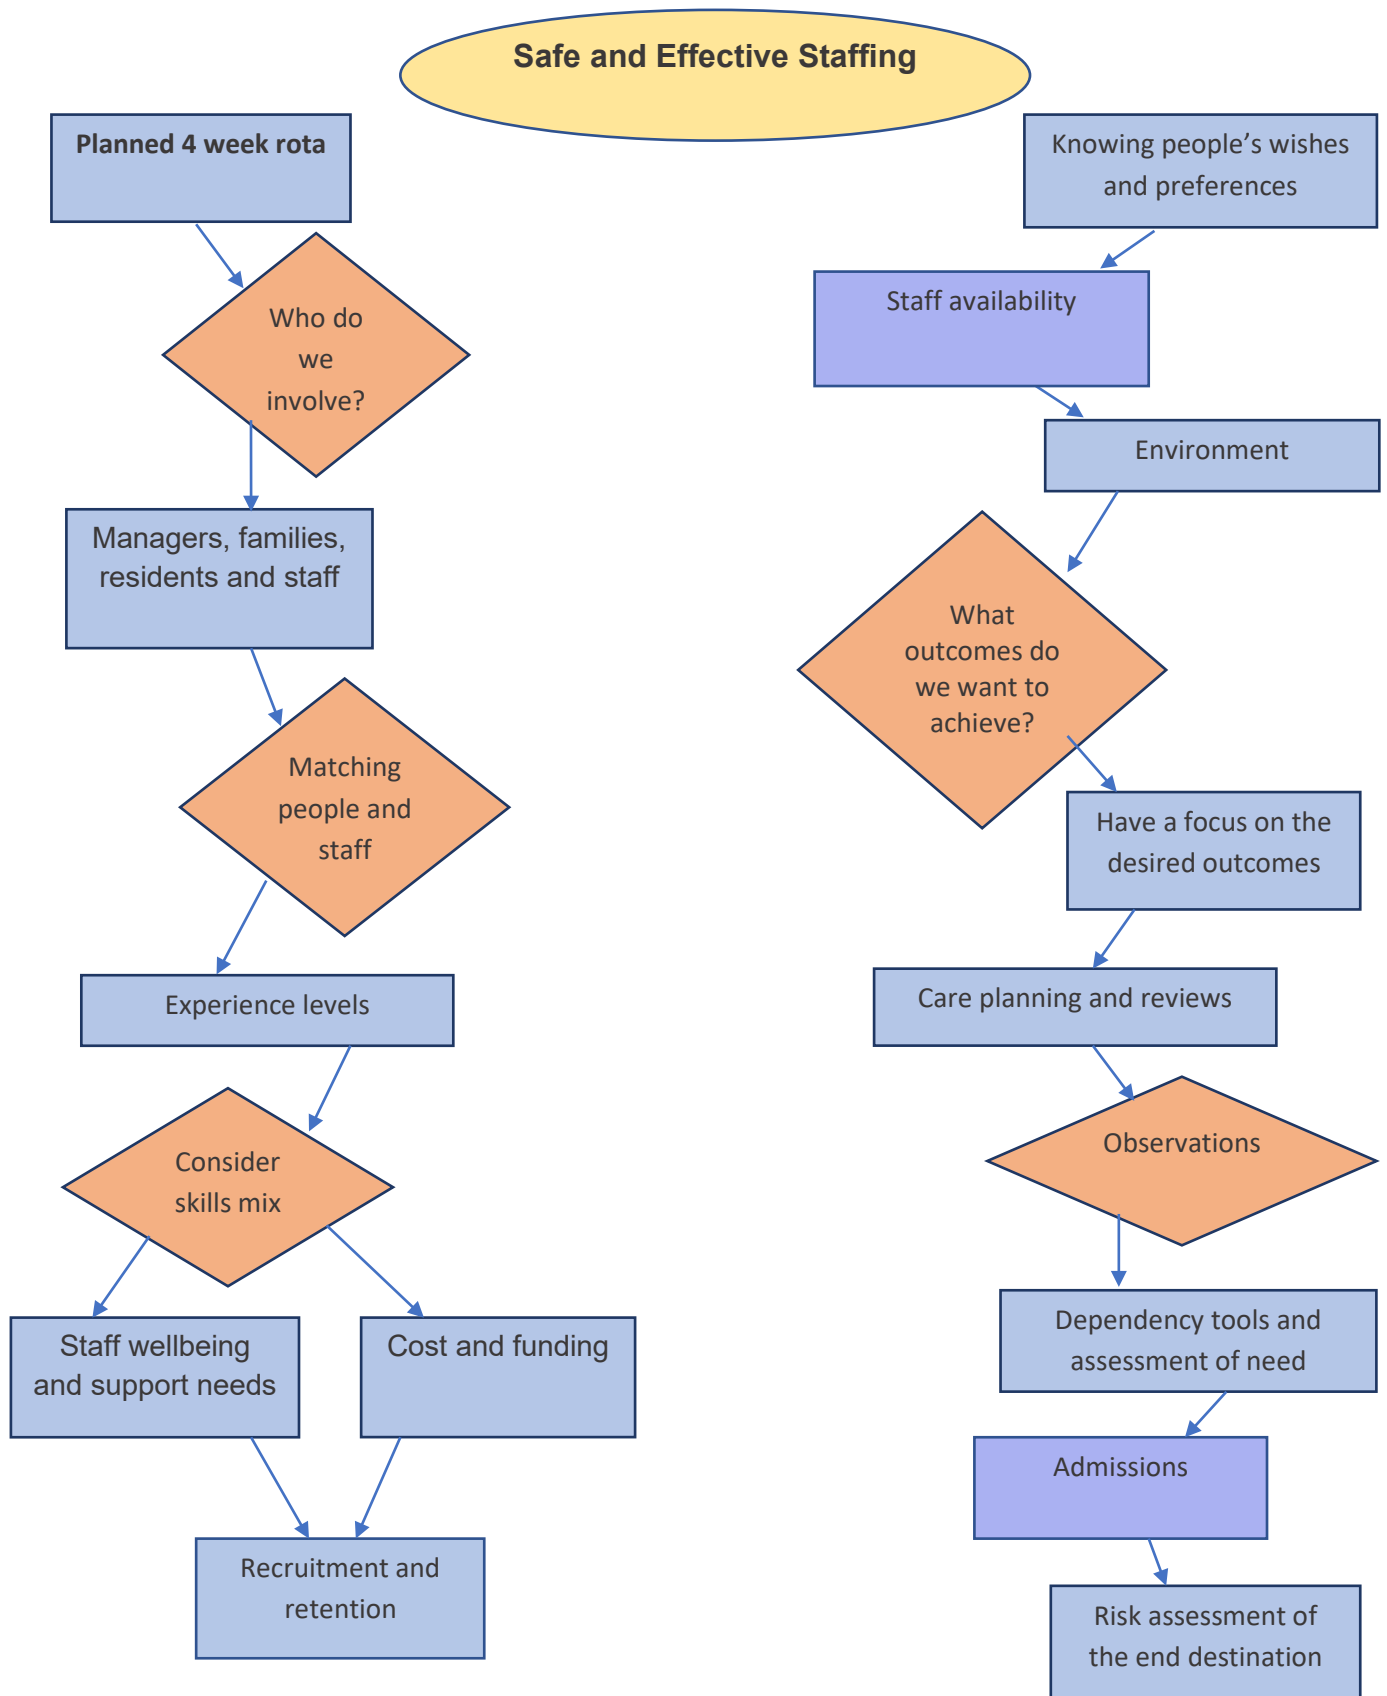 Safe and Effective Staffing
Planned 4 week rota
Who do
we
involve?
Managers, families,
residents and staff
Matching
people and
staff
Experience levels
Consider
skills mix
Staff wellbeing
and support needs
Cost and funding
Recruitment and
retention
Knowing people’s wishes
and preferences
Staff availability
Environment
What
outcomes do
we want to
achieve?
Have a focus on the
desired outcomes
Care planning and reviews
Observations
Dependency tools and
assessment of need
Admissions
Risk assessment of
the end destination